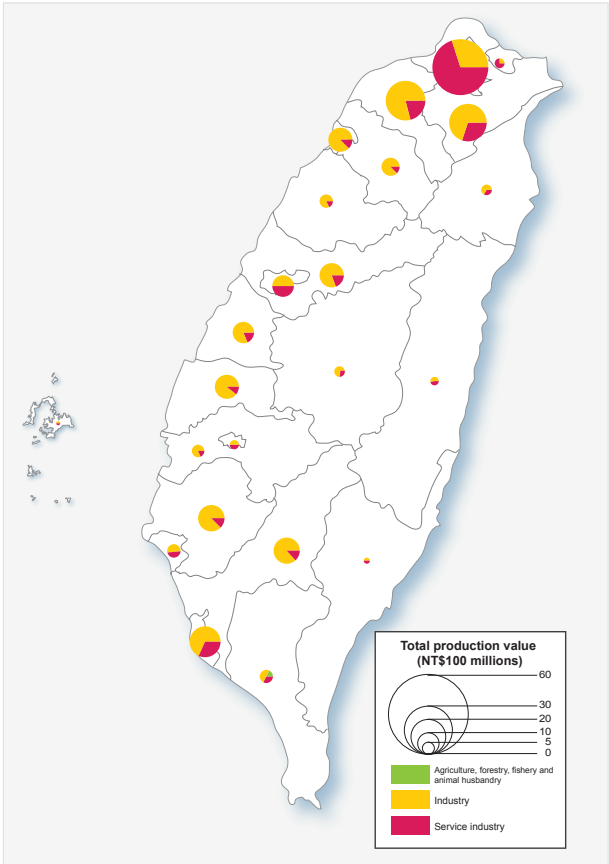 Total production value
(NT$100 millions)
60
30
20
10
5
0
Agriculture, forestry, fishery and
animal husbandry
Industry
Service industry